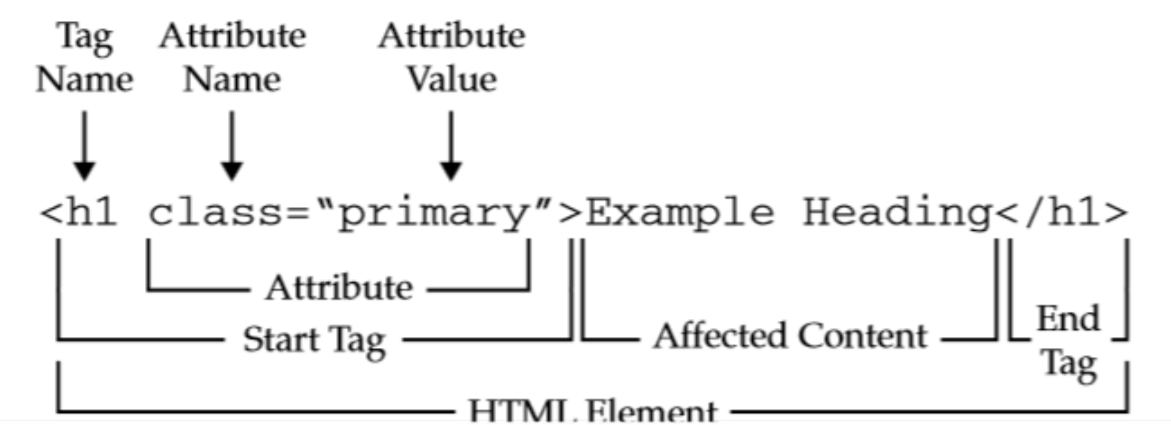 Tag Attribute Attribute
Name Name Value
<h1 class=‟primary″>Example Heading</h1>
Attribute
Start Tag
Affected Content
End
Tag
HTML Element